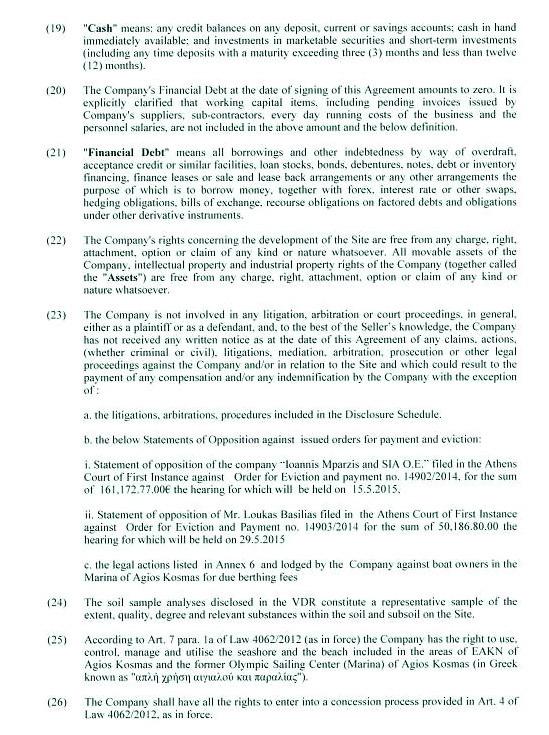 (19) "Cash" means: any credit balances on any deposit, current or savings accounts; cash in hand
immediately available; and investments in marketable securities and short-term investments
(including any time deposits with a maturity exceeding three (3) months and less than twelve
(12) months).
(20) The Company's Financial Debt at the date of signing of this Agreement amounts to zero. It is
explicitly clarified that working capital items, including pending invoices issued by
Company's suppliers, sub-contractors, every day running costs of the business and the
personnel salaries, are not included in the above amount and the below definition.
(21) "Financial Debt" means all borrowings and other indebtedness by way of overdraft,
acceptance credit or similar facilities, loan stocks, bonds, debentures, notes, debt or inventory
financing, finance leases or sale and lease back arrangements or any other arrangements the
purpose of which is to borrow money, together with forex, interest rate or other swaps,
hedging obligations, bills of exchange, recourse obligations on factored debts and obligations
under other derivative instruments.
(22) The Company's rights concerning the development of the Site are free from any charge, right,
attachment, option or claim of any kind or nature whatsoever. All movable assets of the
Company, intellectual property and industrial property rights of the Company (together called
the "Assets") are free from any charge, right, attachment, option or claim of any kind or
nature whatsoever.
(23) The Company is not involved in any litigation, arbitration or court proceedings, in general,
either as a plaintiff or as a defendant, and, to the best of the Seller's knowledge, the Company
has not received any written notice as at the date of this Agreement of any claims, actions,
(whether criminal or civil), litigations, mediation, arbitration, prosecution or other legal
proceedings against the Company and/or in relation to the Site and which could result to the
payment of any compensation and/or any indemnification by the Company with the exception
of :
a. the litigations, arbitrations, procedures included in the Disclosure Schedule.
b. the below Statements of Opposition against issued orders for payment and eviction:
i. Statement of opposition of the company "Ioannis Mparzis and SIA O.E." filed in the Athens
Court of First Instance against Order for Eviction and payment no. 14902/2014, for the sum
of 161,172.77.00€ the hearing for which will be held on 15.5.2015,
ii. Statement of opposition of Mr. Loukas Basilias filed in the Athens Court of First Instance
against Order for Eviction and Payment no. 14903/2014 for the sum of 50,186.80.00 the
hearing for which will be held on 29.5.2015
c. the legal actions listed in Annex 6 and lodged by the Company against boat owners in the
Marina of Agios Kosmas for due berthing fees
(24) The soil sample analyses disclosed in the VDR constitute a representative sample of the
extent, quality, degree and relevant substances within the soil and subsoil on the Site.
(25) According to Art. 7 para. 1a of Law 4062/2012 (as in force) the Company has the right to use,
control, manage and utilise the seashore and the beach included in the areas of EAKN of
Agios Kosmas and the former Olympic Sailing Center (Marina) of Agios Kosmas (in Greek
known as "απλή χρήση αιγιαλού και παραλίας").
(26) The Company shall have all the rights to enter into a concession process provided in Art. 4 of
Law 4062/2012, as in force.